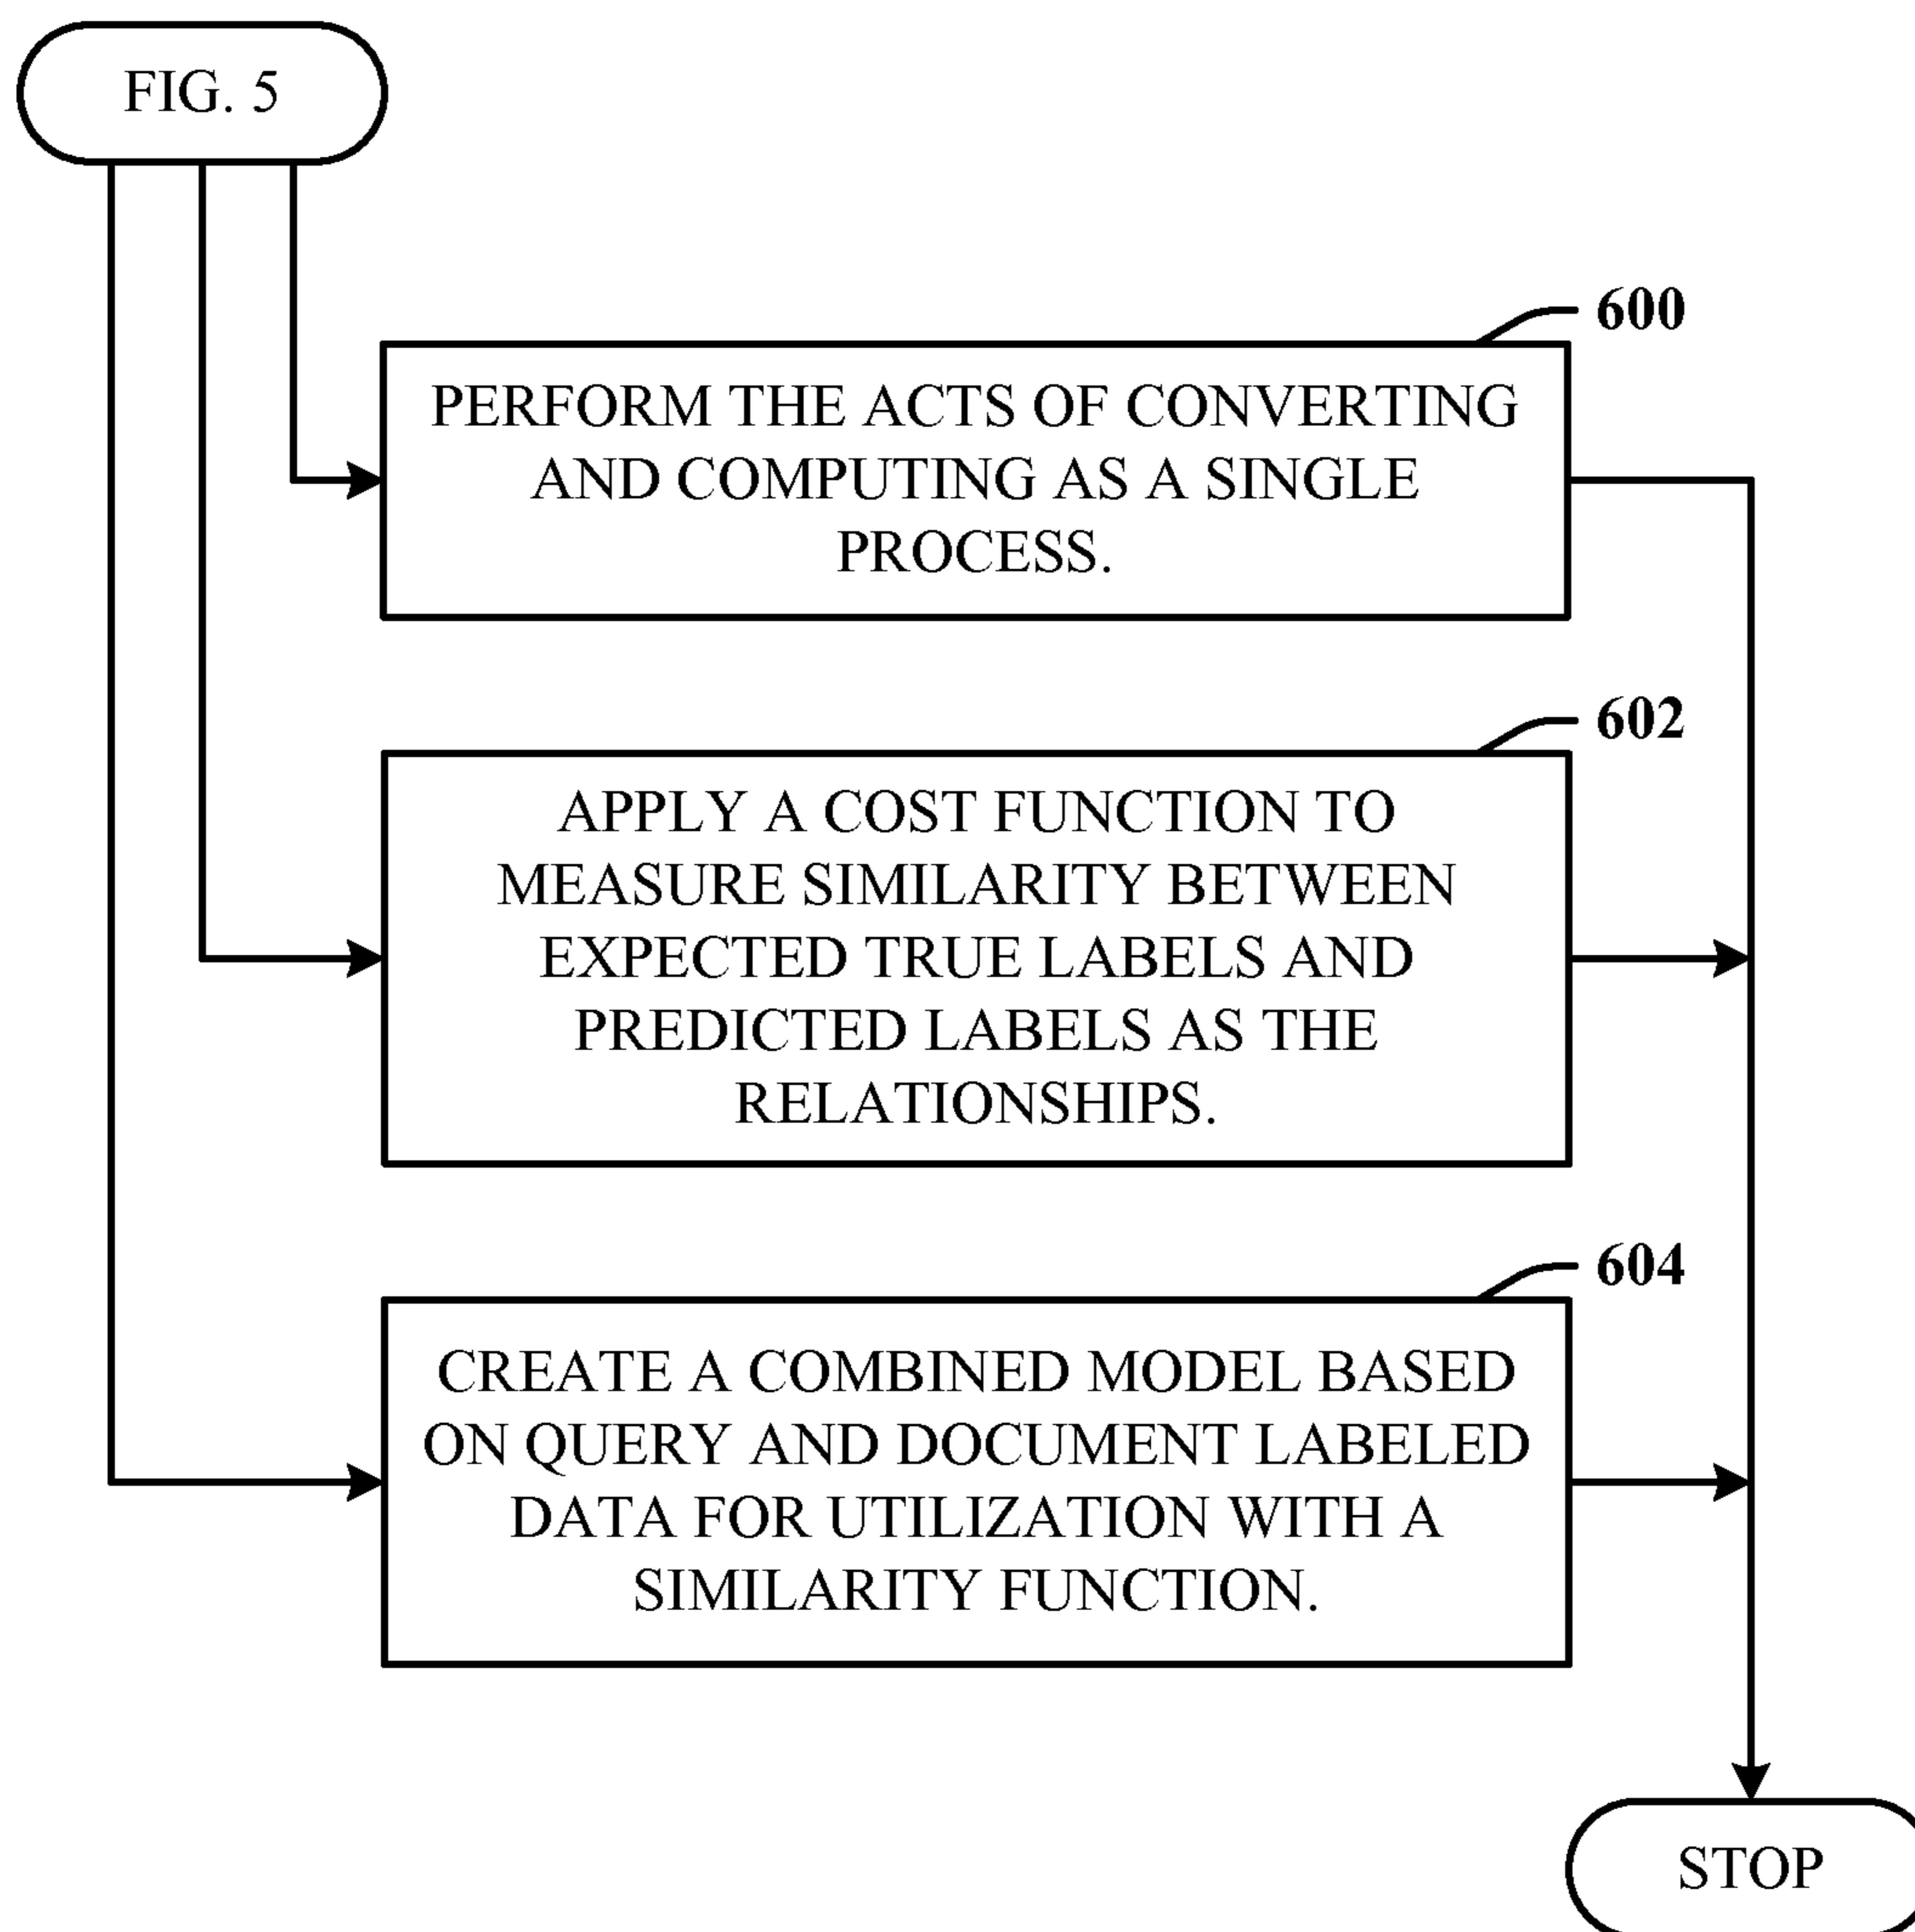 FIG. 5
600
PERFORM THE ACTS OF CONVERTING
AND COMPUTING AS A SINGLE
PROCESS.
602
APPLY A COST FUNCTION TO
MEASURE SIMILARITY BETWEEN
EXPECTED TRUE LABELS AND
PREDICTED LABELS AS THE
RELATIONSHIPS.
604
CREATE A COMBINED MODEL BASED
ON QUERY AND DOCUMENT LABELED
DATA FOR UTILIZATION WITH A
SIMILARITY FUNCTION.
STOP